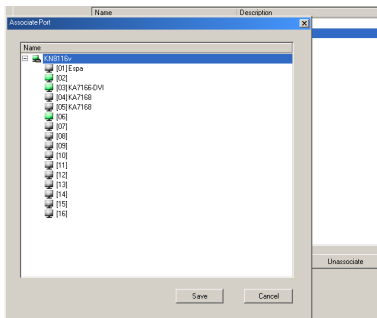 Name Description
Associate Port
Name
KN8116v
[01] Espa
[02]
[03] KA7166-DVI
[04] KA7168
[05] KA7168
[06]
[07]
[08]
[09]
[10]
[11]
[12]
[13]
[14]
[15]
[16]
Unassociate
Save Cancel